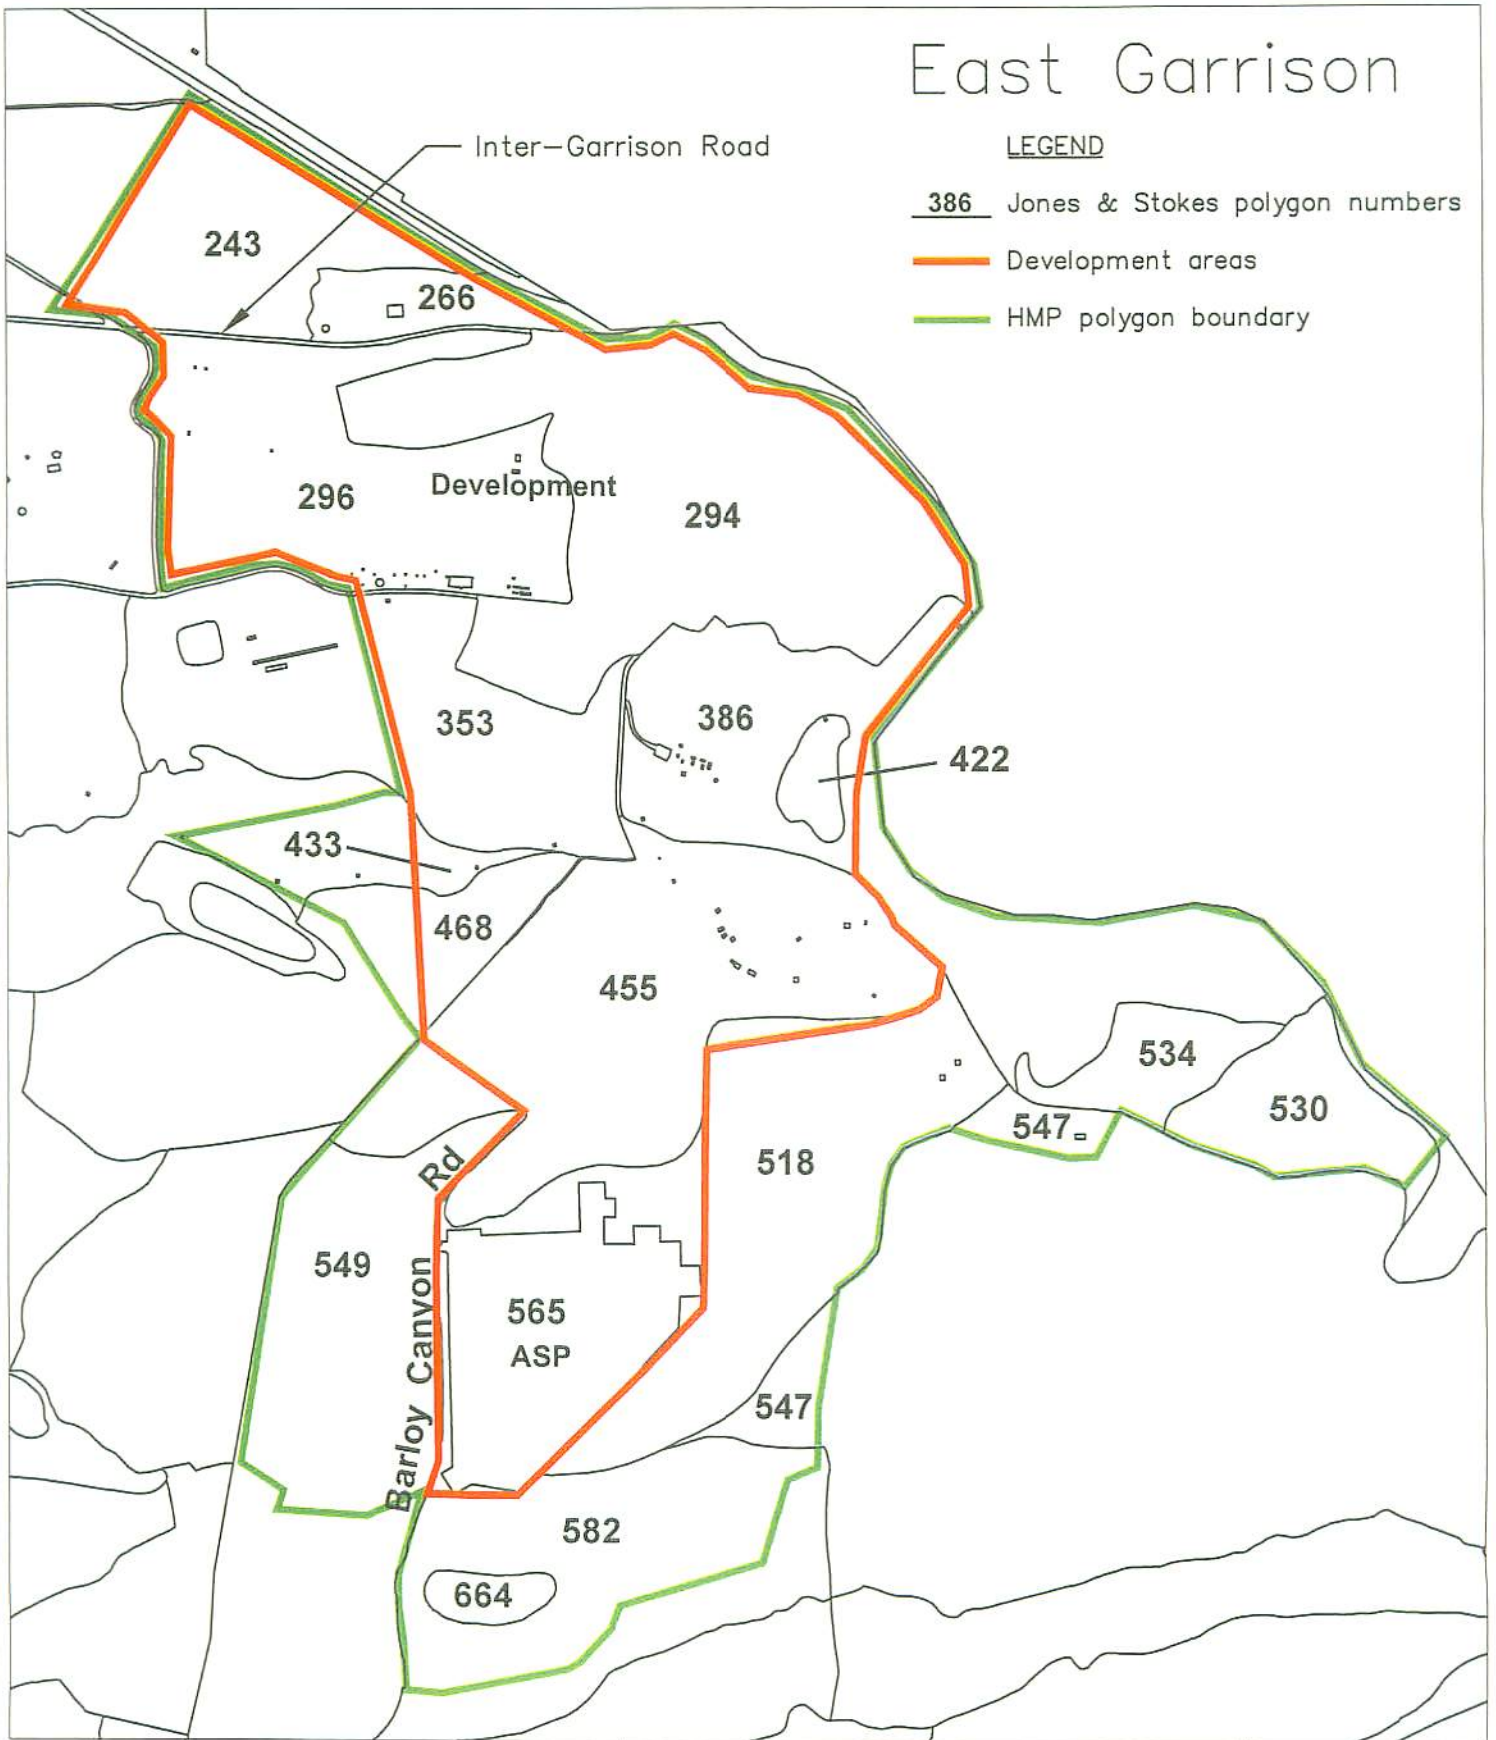 East Garrison
LEGEND
386 Jones & Stokes polygon numbers
Development areas
HMP polygon boundary
Inter-Garrison Road
243
266
296
Development
294
353
386
422
433
468
455
534
530
547
518
Rd
549
Barloy Canyon
565
ASP
547
582
664